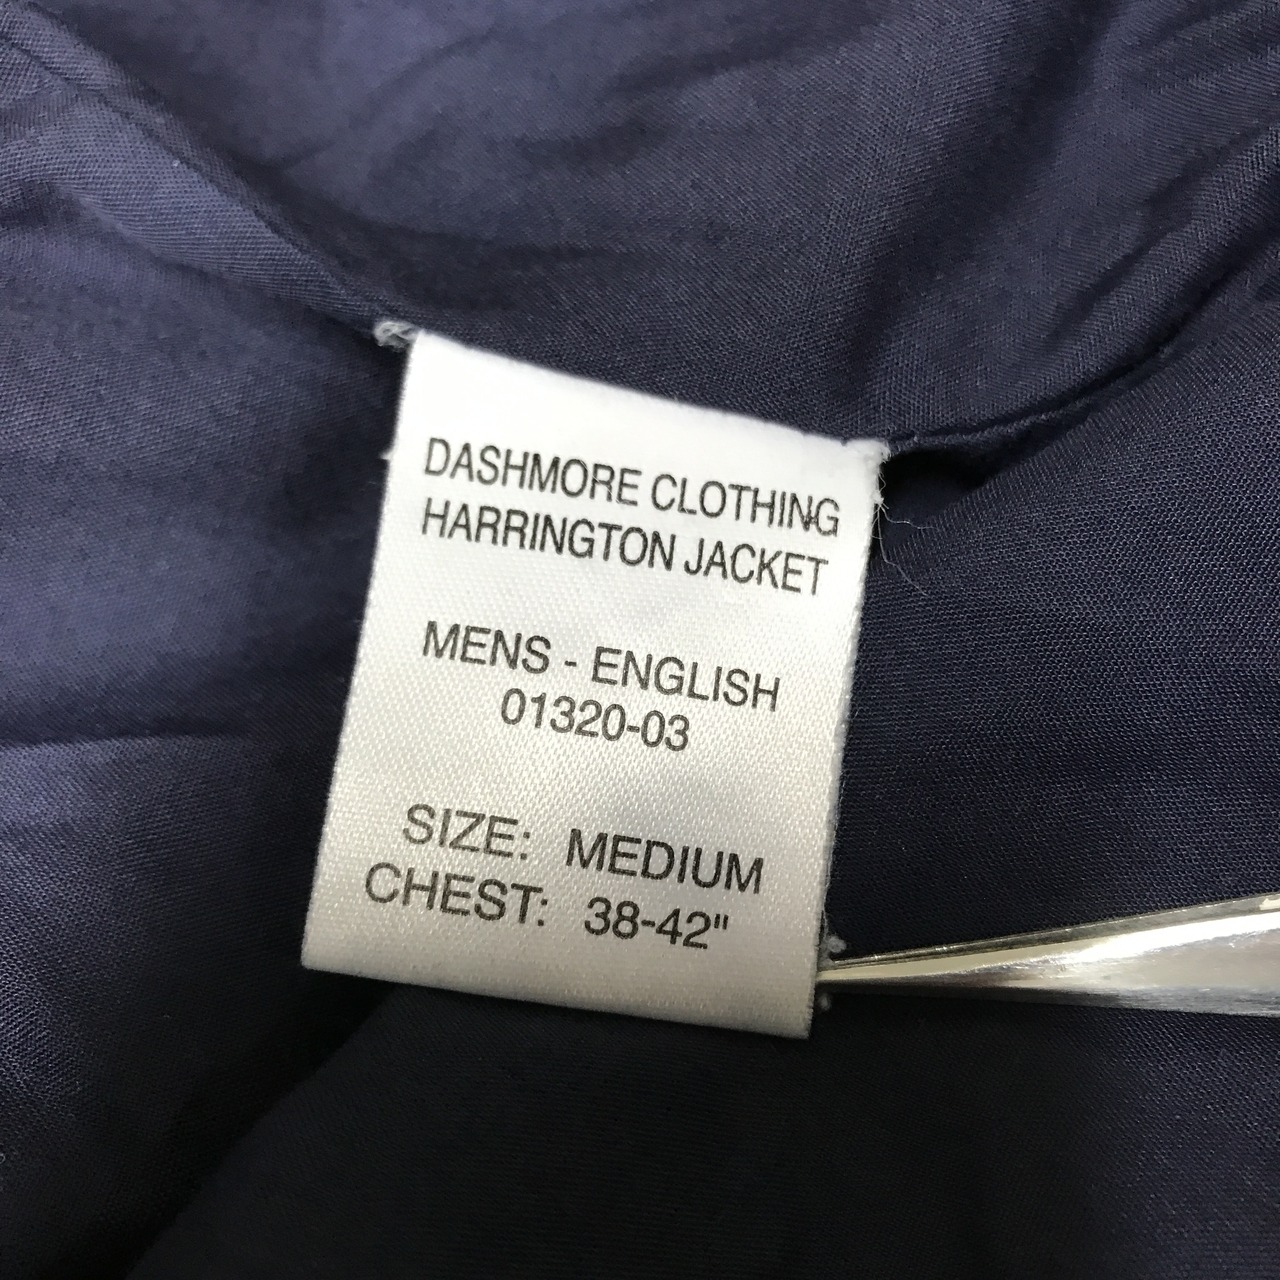 DASHMORE CLOTHING
HARRINGTON JACKET
MENS - ENGLISH
01320-03
SIZE: MEDIUM
CHEST: 38-42"